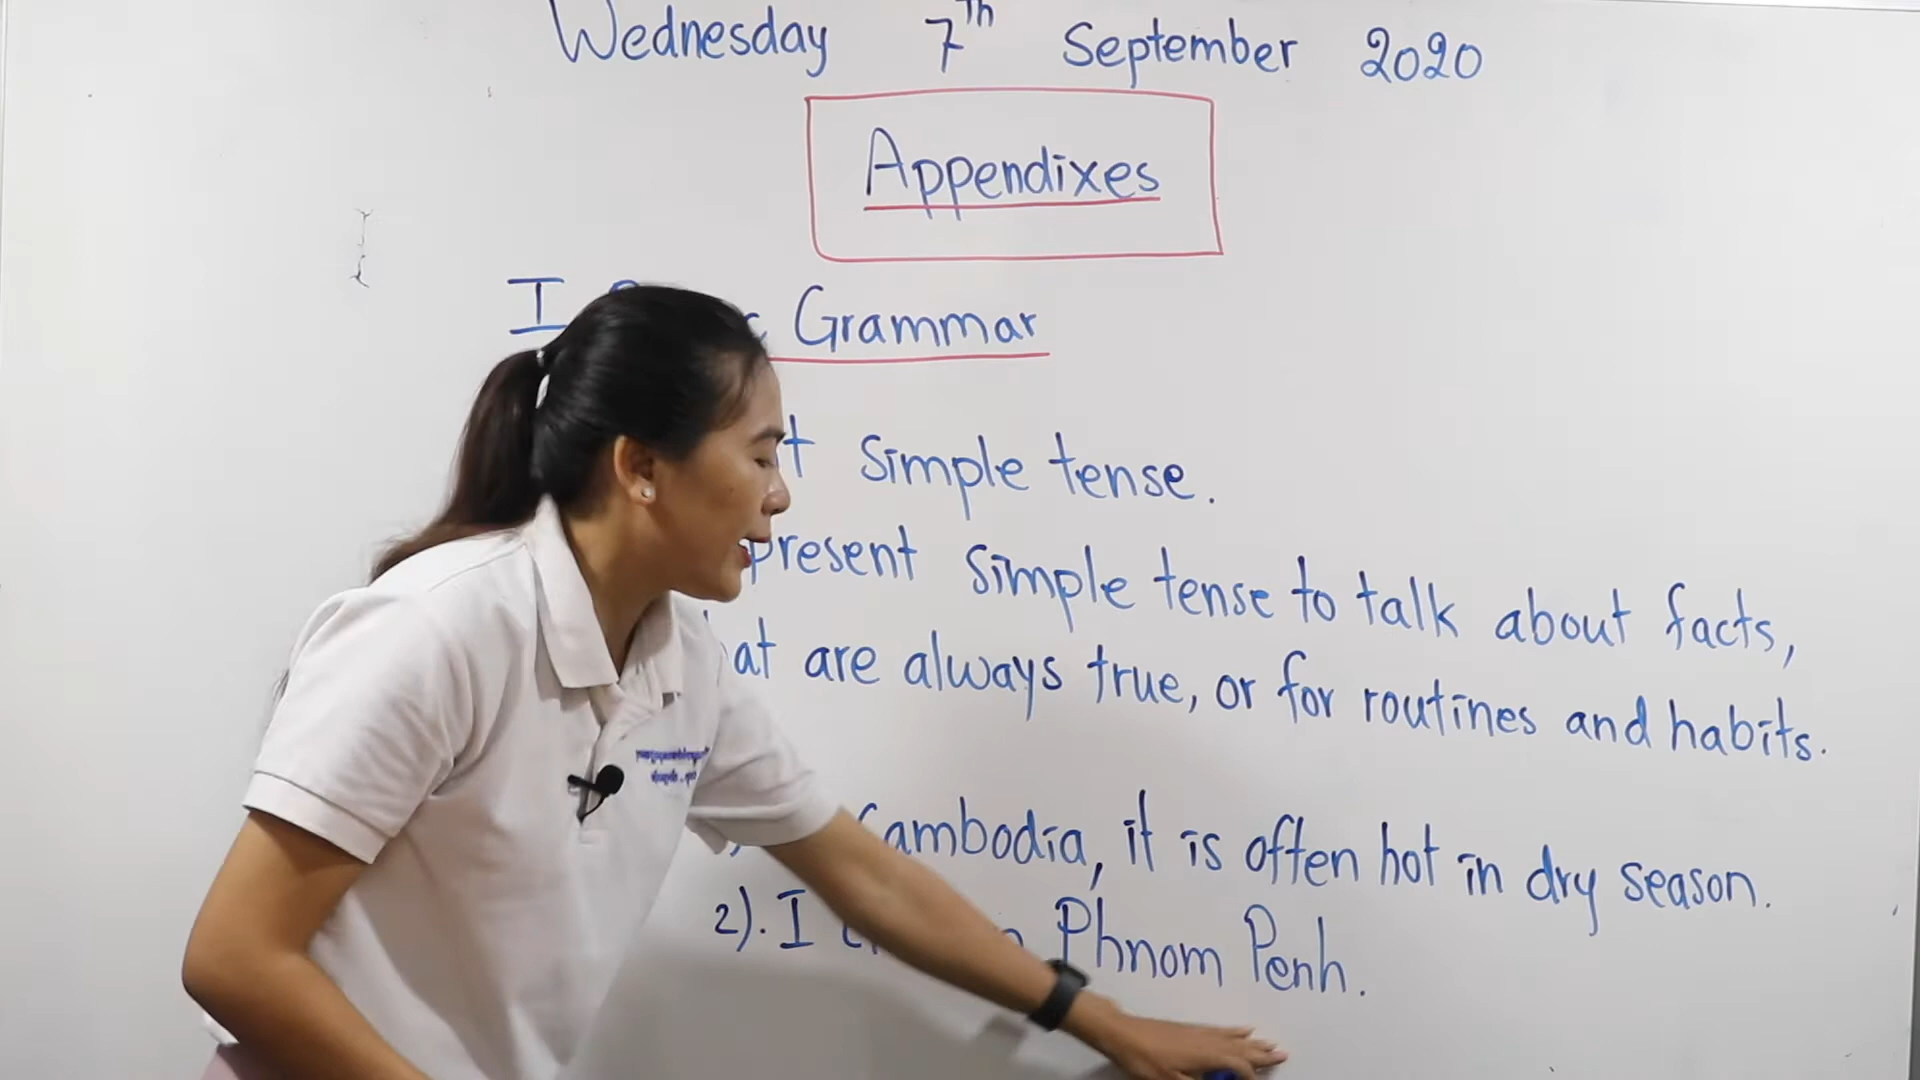 Wednesday 7Th September 2020
Appendixes
I Grammar
simple tense.
present simple tense to talk about facts,
are always true, or for routines and habits.
Cambodia, it is often hot in dry season.
2). I Phnom Penh.